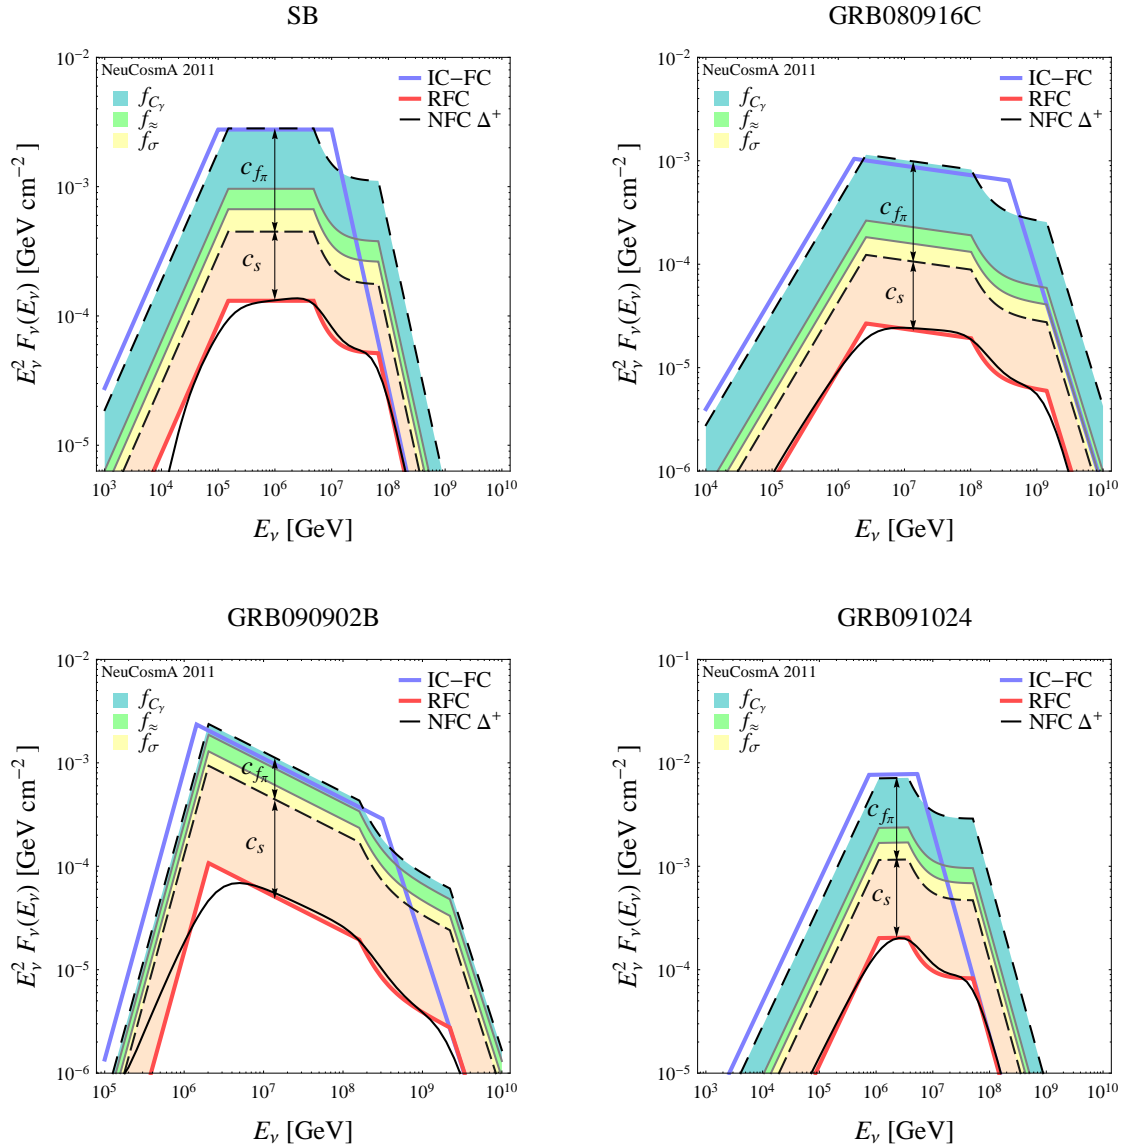 SB
NeuCosmA 2011
f_{C_γ}
f_≈
f_σ
IC−FC
RFC
NFC Δ⁺
c_{f_π}
c_s
10⁻²
10⁻³
10⁻⁴
10⁻⁵
E_ν² F_ν(E_ν) [GeV cm⁻²]
10³ 10⁴ 10⁵ 10⁶ 10⁷ 10⁸ 10⁹ 10¹⁰
E_ν [GeV]
GRB080916C
NeuCosmA 2011
f_{C_γ}
f_≈
f_σ
IC−FC
RFC
NFC Δ⁺
c_{f_π}
c_s
10⁻²
10⁻³
10⁻⁴
10⁻⁵
10⁻⁶
E_ν² F_ν(E_ν) [GeV cm⁻²]
10⁴ 10⁵ 10⁶ 10⁷ 10⁸ 10⁹ 10¹⁰
E_ν [GeV]
GRB090902B
NeuCosmA 2011
f_{C_γ}
f_≈
f_σ
IC−FC
RFC
NFC Δ⁺
c_{f_π}
c_s
10⁻²
10⁻³
10⁻⁴
10⁻⁵
10⁻⁶
E_ν² F_ν(E_ν) [GeV cm⁻²]
10⁵ 10⁶ 10⁷ 10⁸ 10⁹ 10¹⁰
E_ν [GeV]
GRB091024
NeuCosmA 2011
f_{C_γ}
f_≈
f_σ
IC−FC
RFC
NFC Δ⁺
c_{f_π}
c_s
10⁻¹
10⁻²
10⁻³
10⁻⁴
10⁻⁵
E_ν² F_ν(E_ν) [GeV cm⁻²]
10³ 10⁴ 10⁵ 10⁶ 10⁷ 10⁸ 10⁹ 10¹⁰
E_ν [GeV]